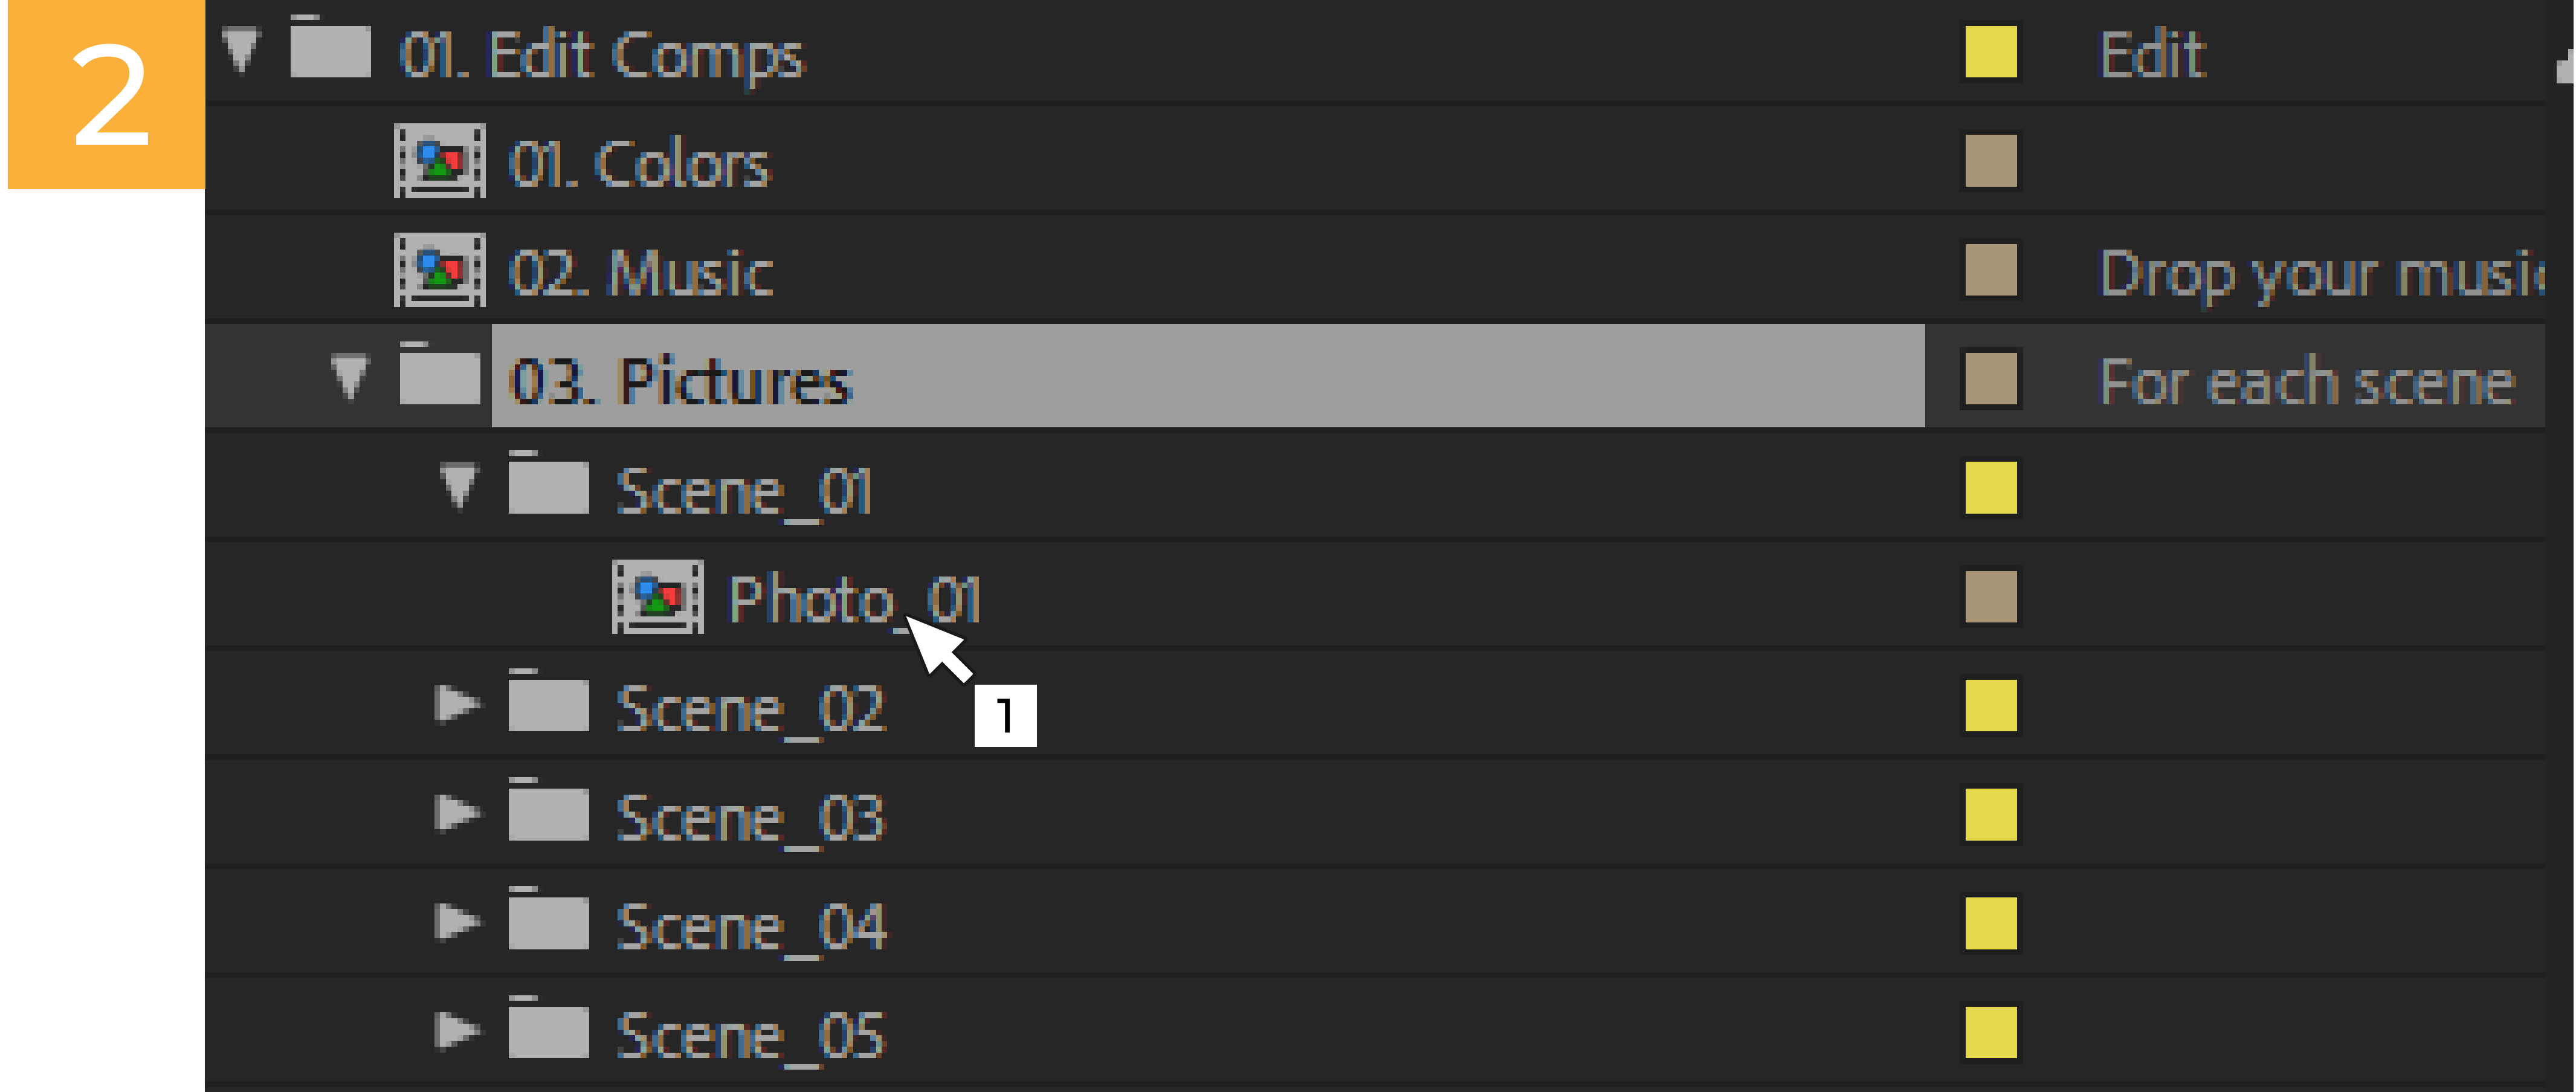 2
01. Edit Comps Edit
01. Colors
02. Music Drop your music
03. Pictures For each scene
Scene_01
Photo_01
1
Scene_02
Scene_03
Scene_04
Scene_05